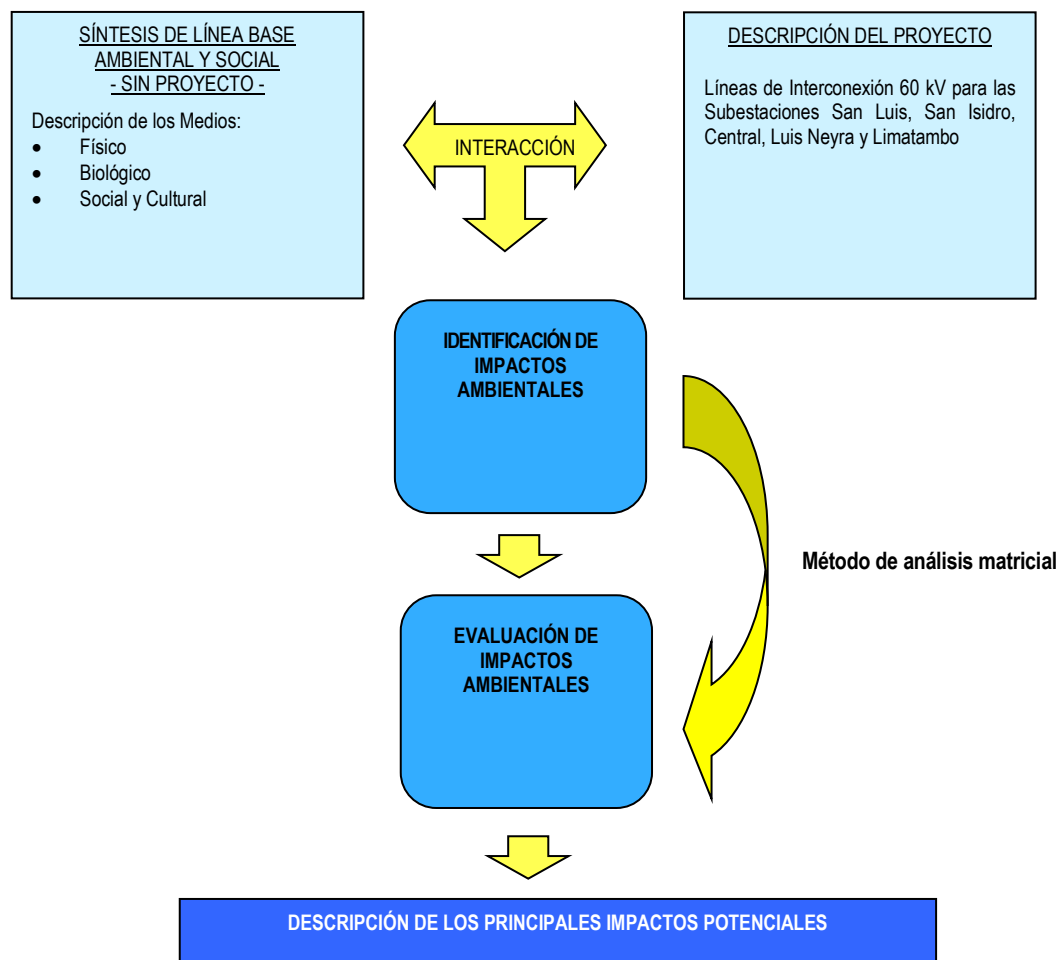 SÍNTESIS DE LÍNEA BASE
AMBIENTAL Y SOCIAL
- SIN PROYECTO -
Descripción de los Medios:
• Físico
• Biológico
• Social y Cultural
INTERACCIÓN
DESCRIPCIÓN DEL PROYECTO
Líneas de Interconexión 60 kV para las
Subestaciones San Luis, San Isidro,
Central, Luis Neyra y Limatambo
IDENTIFICACIÓN DE
IMPACTOS
AMBIENTALES
Método de análisis matricial
EVALUACIÓN DE
IMPACTOS
AMBIENTALES
DESCRIPCIÓN DE LOS PRINCIPALES IMPACTOS POTENCIALES